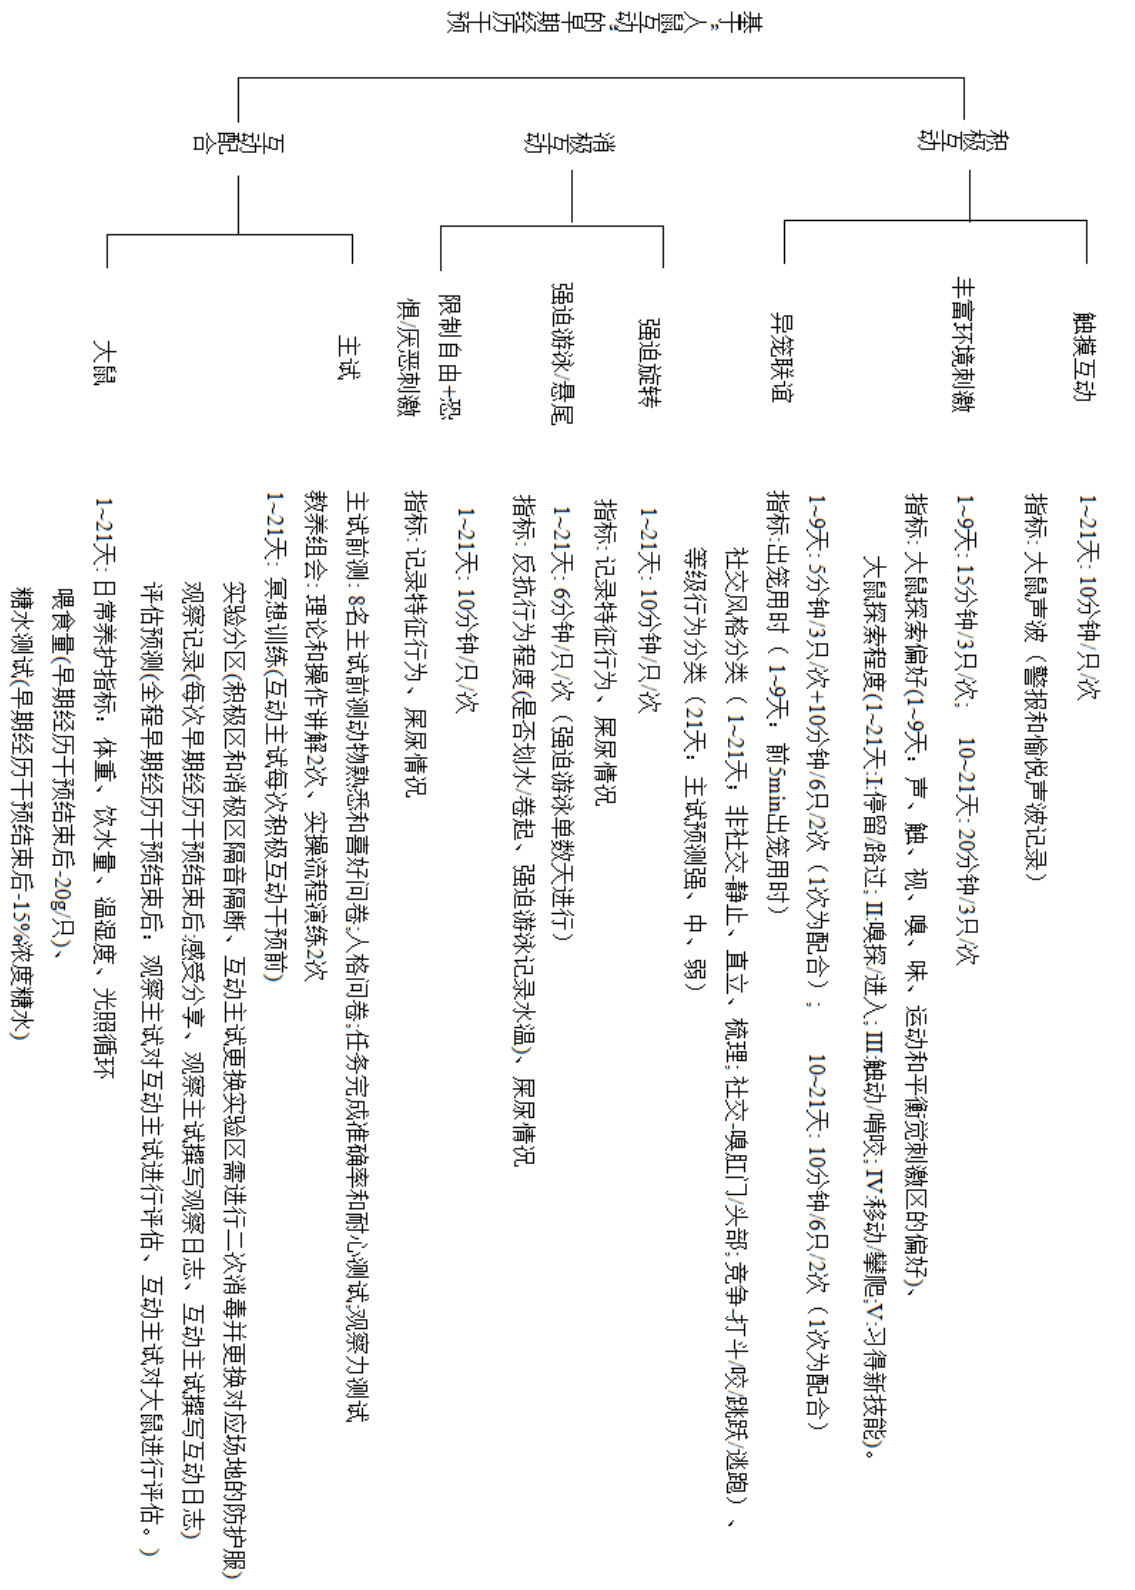 基于“人鼠互动”的早期经历干预
积极互动
触摸互动
1~21天: 10分钟/只/次
指标: 大鼠声波（警报和愉悦声波记录）
丰富环境刺激
1~9天: 15分钟/3只/次; 10~21天: 20分钟/3只/次
指标: 大鼠探索偏好(1~9天：声、触、视、嗅、味、运动和平衡觉刺激区的偏好)、
大鼠探索程度(1~21天:I:停留/路过; II:嗅探/进入; III:触动/啃咬; IV:移动/攀爬;V:习得新技能)。
异笼联谊
1~9天: 5分钟/3只/次+10分钟/6只/2次（1次为配合）; 10~21天: 10分钟/6只/2次（1次为配合）
指标:出笼用时（1~9天：前5min出笼用时）
社交风格分类（1~21天：非社交-静止、直立、梳理; 社交-嗅肛门/头部; 竞争-打斗/咬/跳跃/逃跑）、
等级行为分类（21天：主试预测强、中、弱）
消极互动
强迫旋转
1~21天: 10分钟/只/次
指标: 记录特征行为、屎尿情况
强迫游泳/悬尾
1~21天: 6分钟/只/次（强迫游泳单数天进行）
指标: 反抗行为程度(是否划水/卷起、强迫游泳记录水温)、屎尿情况
限制自由+恐
惧/厌恶刺激
1~21天: 10分钟/只/次
指标: 记录特征行为、屎尿情况
互动配合
主试
主试前测: 8名主试前测动物熟悉和喜好问卷;人格问卷;任务完成准确率和耐心测试;观察力测试
教养组会: 理论和操作讲解2次、实操流程演练2次
1~21天: 冥想训练(互动主试每次积极互动干预前)
实验分区(积极区和消极区隔音隔断、互动主试更换实验区需进行二次消毒并更换对应场地的防护服)
观察记录(每次早期经历干预结束后:感受分享、观察主试撰写观察日志、互动主试撰写互动日志)
评估预测(全程早期经历干预结束后：观察主试对互动主试进行评估、互动主试对大鼠进行评估。)
大鼠
1~21天: 日常养护指标：体重、饮水量、温湿度、光照循环
喂食量(早期经历干预结束后-20g/只)、
糖水测试(早期经历干预结束后-15%浓度糖水)